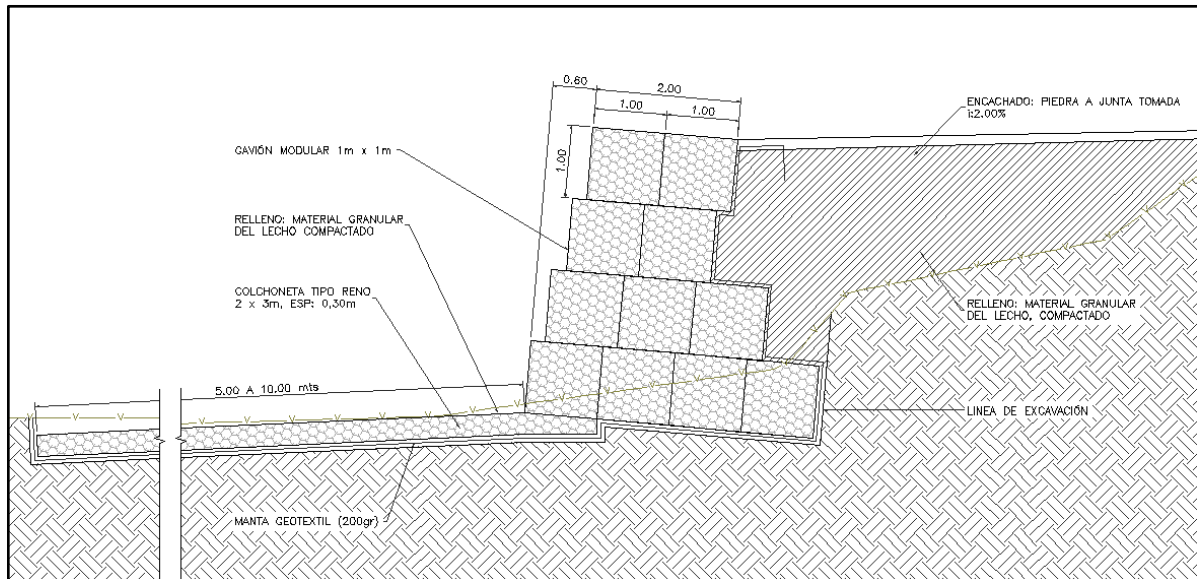 0.60
2.00
1.00
1.00
1.00
ENCACHADO: PIEDRA A JUNTA TOMADA
i:2.00%
GAVIÓN MODULAR 1m x 1m
RELLENO: MATERIAL GRANULAR
DEL LECHO COMPACTADO
COLCHONETA TIPO RENO
2 x 3m, ESP: 0,30m
RELLENO: MATERIAL GRANULAR
DEL LECHO, COMPACTADO
5.00 A 10.00 mts
LINEA DE EXCAVACIÓN
MANTA GEOTEXTIL (200gr)